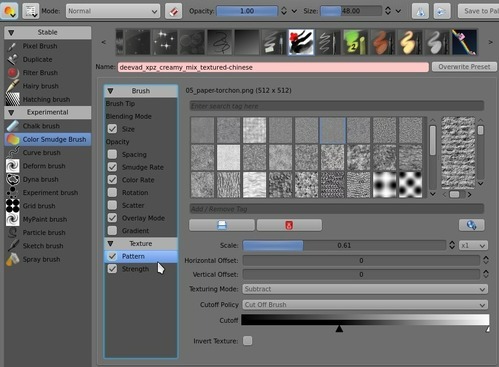 Mode: Normal Opacity: 1.00 Size: 48.00 Save to Pal
Stable
Pixel Brush
Duplicate
Filter Brush
Hairy brush
Hatching brush
Experimental
Chalk brush
Color Smudge Brush
Curve brush
Deform brush
Dyna brush
Experiment brush
Grid brush
MyPaint brush
Particle brush
Sketch brush
Spray brush
Name: deevad_xpz_creamy_mix_textured-chinese Overwrite Preset
Brush
Brush Tip
Blending Mode
Size
Opacity
Spacing
Smudge Rate
Color Rate
Rotation
Scatter
Overlay Mode
Gradient
Texture
Pattern
Strength
05_paper-torchon.png (512 x 512)
Enter search tag here...
Add / Remove Tag
Scale: 0.61 x1
Horizontal Offset: 0
Vertical Offset: 0
Texturing Mode: Subtract
Cutoff Policy Cut Off Brush
Cutoff
Invert Texture: